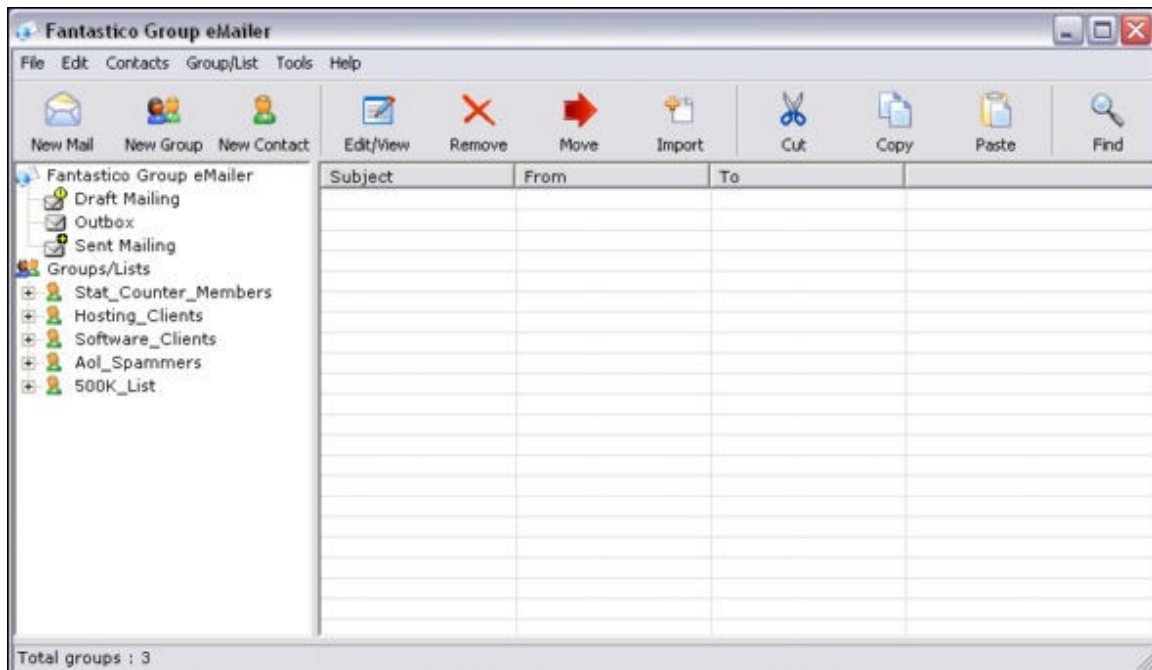 Fantastico Group eMailer
File Edit Contacts Group/List Tools Help
New Mail New Group New Contact Edit/View Remove Move Import Cut Copy Paste Find
Fantastico Group eMailer
Draft Mailing
Outbox
Sent Mailing
Groups/Lists
Stat_Counter_Members
Hosting_Clients
Software_Clients
Aol_Spammers
500K_List
Subject From To
Total groups : 3